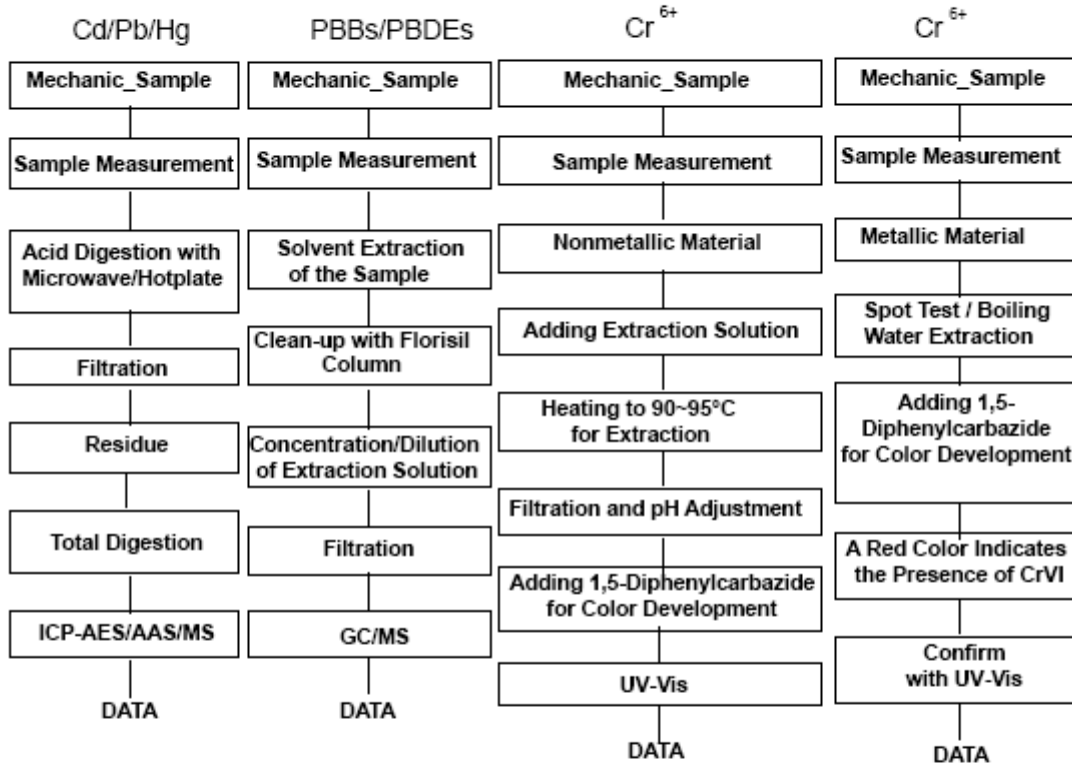 Cd/Pb/Hg
Mechanic_Sample
Sample Measurement
Acid Digestion with
Microwave/Hotplate
Filtration
Residue
Total Digestion
ICP-AES/AAS/MS
DATA
PBBs/PBDEs
Mechanic_Sample
Sample Measurement
Solvent Extraction
of the Sample
Clean-up with Florisil
Column
Concentration/Dilution
of Extraction Solution
Filtration
GC/MS
DATA
Cr 6+
Mechanic_Sample
Sample Measurement
Nonmetallic Material
Adding Extraction Solution
Heating to 90~95°C
for Extraction
Filtration and pH Adjustment
Adding 1,5-Diphenylcarbazide
for Color Development
UV-Vis
DATA
Cr 6+
Mechanic_Sample
Sample Measurement
Metallic Material
Spot Test / Boiling
Water Extraction
Adding 1,5-
Diphenylcarbazide
for Color Development
A Red Color Indicates
the Presence of CrVI
Confirm
with UV-Vis
DATA